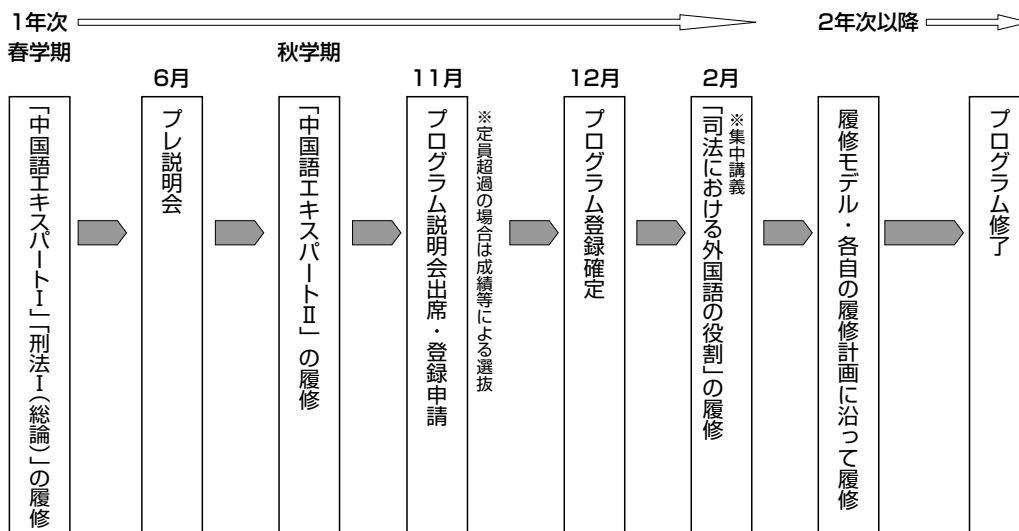 1年次
2年次以降
春学期
秋学期
6月
11月
12月
2月
「中国語エキスパートⅠ」「刑法Ⅰ(総論)」の履修
プレ説明会
「中国語エキスパートⅡ」の履修
プログラム説明会出席・登録申請
※定員超過の場合は成績等による選抜
プログラム登録確定
「司法における外国語の役割」の履修
※集中講義
履修モデル・各自の履修計画に沿って履修
プログラム修了